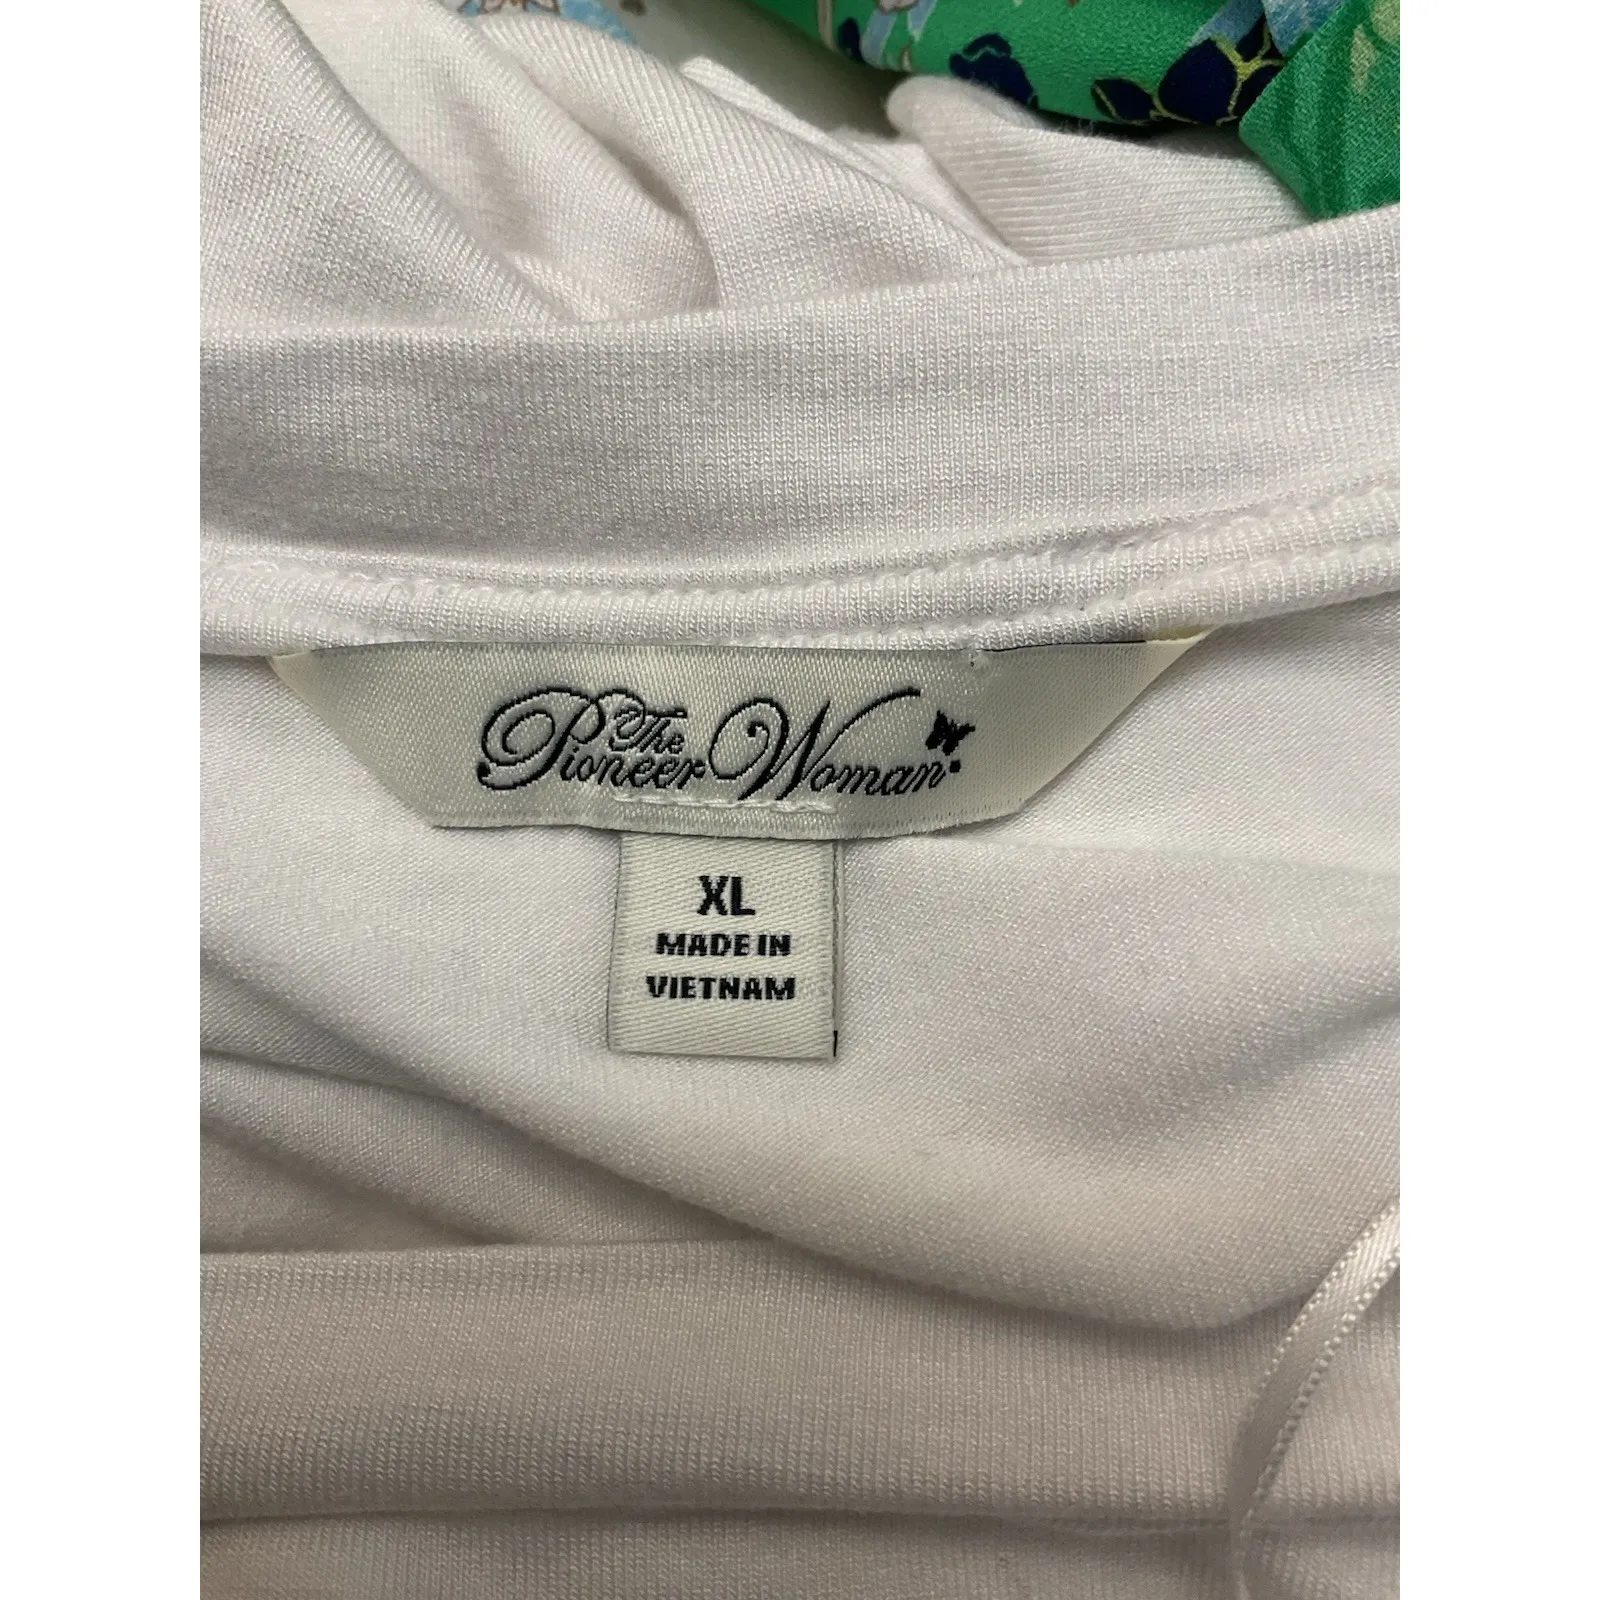 The
Pioneer Woman
XL
MADE IN
VIETNAM